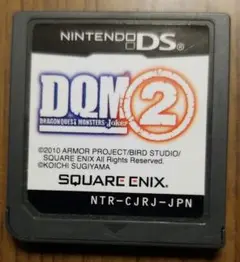 NINTENDO DS
DQM 2
DRAGONQUEST MONSTERS Joker
©2010 ARMOR PROJECT/BIRD STUDIO/
SQUARE ENIX All Rights Reserved.
©KOICHI SUGIYAMA
SQUARE ENIX.
NTR-CJRJ-JPN